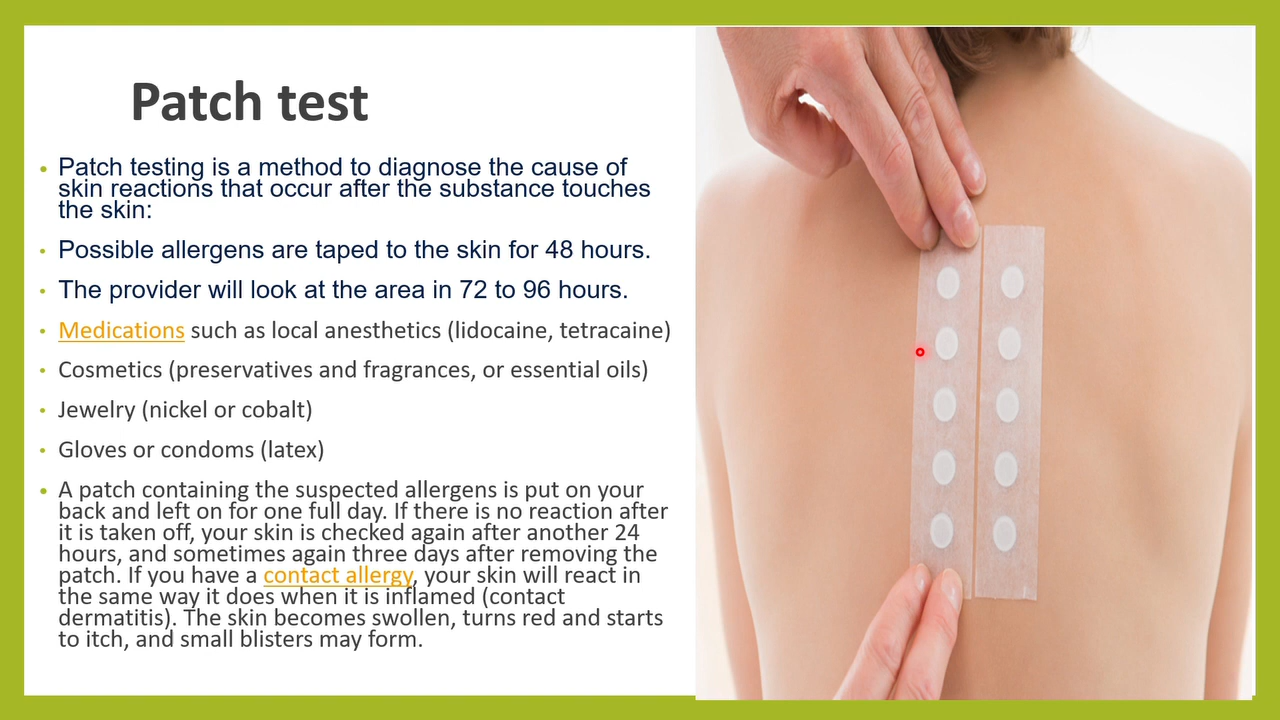 Patch test
• Patch testing is a method to diagnose the cause of
skin reactions that occur after the substance touches
the skin:
• Possible allergens are taped to the skin for 48 hours.
• The provider will look at the area in 72 to 96 hours.
• Medications such as local anesthetics (lidocaine, tetracaine)
• Cosmetics (preservatives and fragrances, or essential oils)
• Jewelry (nickel or cobalt)
• Gloves or condoms (latex)
• A patch containing the suspected allergens is put on your
back and left on for one full day. If there is no reaction after
it is taken off, your skin is checked again after another 24
hours, and sometimes again three days after removing the
patch. If you have a contact allergy, your skin will react in
the same way it does when it is inflamed (contact
dermatitis). The skin becomes swollen, turns red and starts
to itch, and small blisters may form.